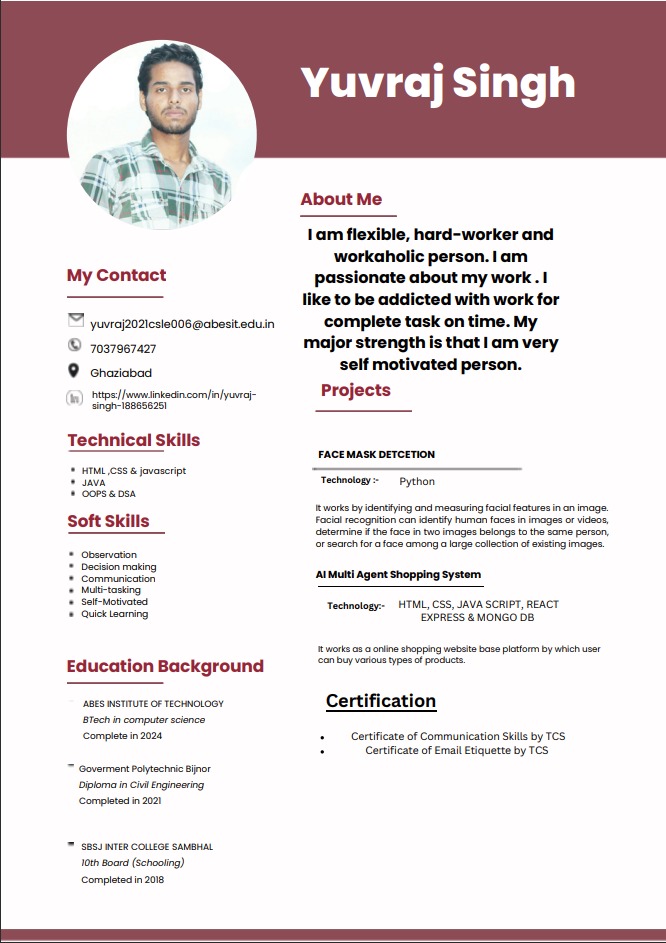 Yuvraj Singh
My Contact
yuvraj2021csle006@abesit.edu.in
7037967427
Ghaziabad
https://www.linkedin.com/in/yuvraj-
singh-188656251
Technical Skills
HTML ,CSS & javascript
JAVA
OOPS & DSA
Soft Skills
Observation
Decision making
Communication
Multi-tasking
Self-Motivated
Quick Learning
Education Background
ABES INSTITUTE OF TECHNOLOGY
BTech in computer science
Complete in 2024
Goverment Polytechnic Bijnor
Diploma in Civil Engineering
Completed in 2021
SBSJ INTER COLLEGE SAMBHAL
10th Board (Schooling)
Completed in 2018
About Me
I am flexible, hard-worker and
workaholic person. I am
passionate about my work . I
like to be addicted with work for
complete task on time. My
major strength is that I am very
self motivated person.
Projects
FACE MASK DETCETION
Technology :- Python
It works by identifying and measuring facial features in an image.
Facial recognition can identify human faces in images or videos,
determine if the face in two images belongs to the same person,
or search for a face among a large collection of existing images.
AI Multi Agent Shopping System
Technology:- HTML, CSS, JAVA SCRIPT, REACT
EXPRESS & MONGO DB
It works as a online shopping website base platform by which user
can buy various types of products.
Certification
Certificate of Communication Skills by TCS
Certificate of Email Etiquette by TCS